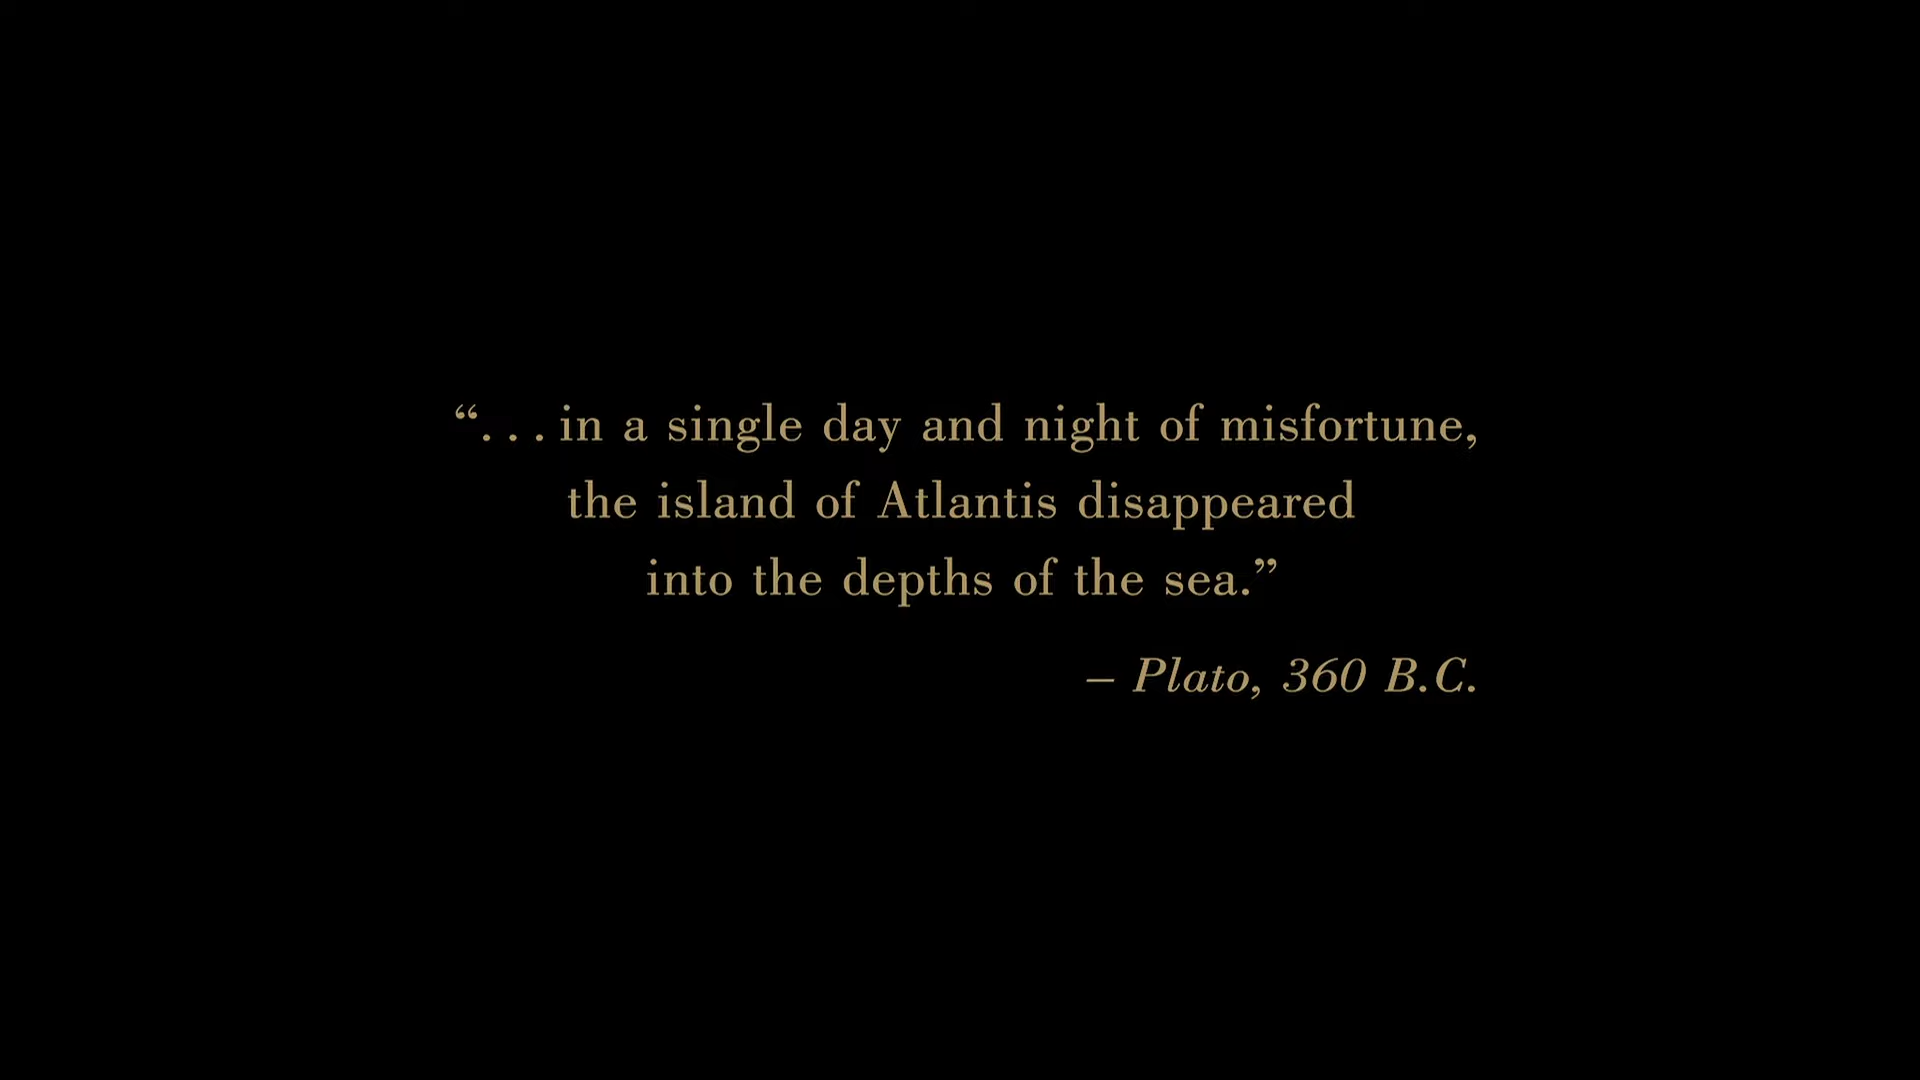 “. . . in a single day and night of misfortune,
the island of Atlantis disappeared
into the depths of the sea.”
– Plato, 360 B.C.